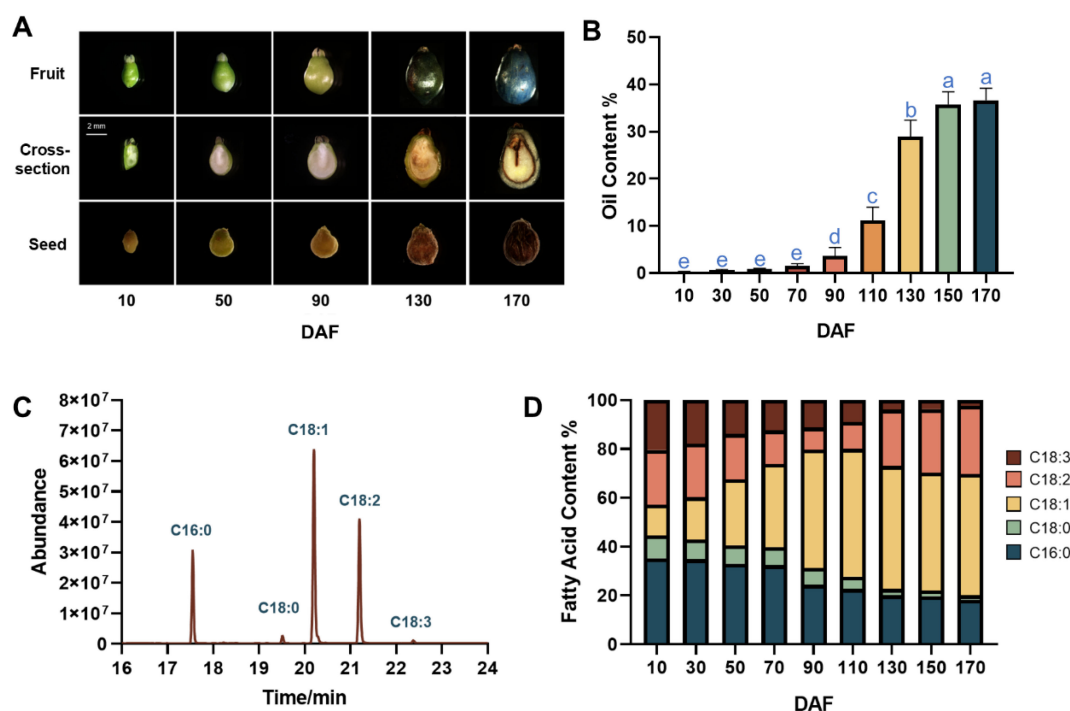 A
Fruit
2 mm
Cross-
section
Seed
10 50 90 130 170
DAF
B
50
40
30
20
10
0
Oil Content %
e e e e d c b a a
10 30 50 70 90 110 130 150 170
DAF
C
8×10⁷
7×10⁷
6×10⁷
5×10⁷
4×10⁷
3×10⁷
2×10⁷
1×10⁷
0
Abundance
C16:0
C18:0
C18:1
C18:2
C18:3
16 17 18 19 20 21 22 23 24
Time/min
D
100
80
60
40
20
0
Fatty Acid Content %
10 30 50 70 90 110 130 150 170
DAF
C18:3
C18:2
C18:1
C18:0
C16:0